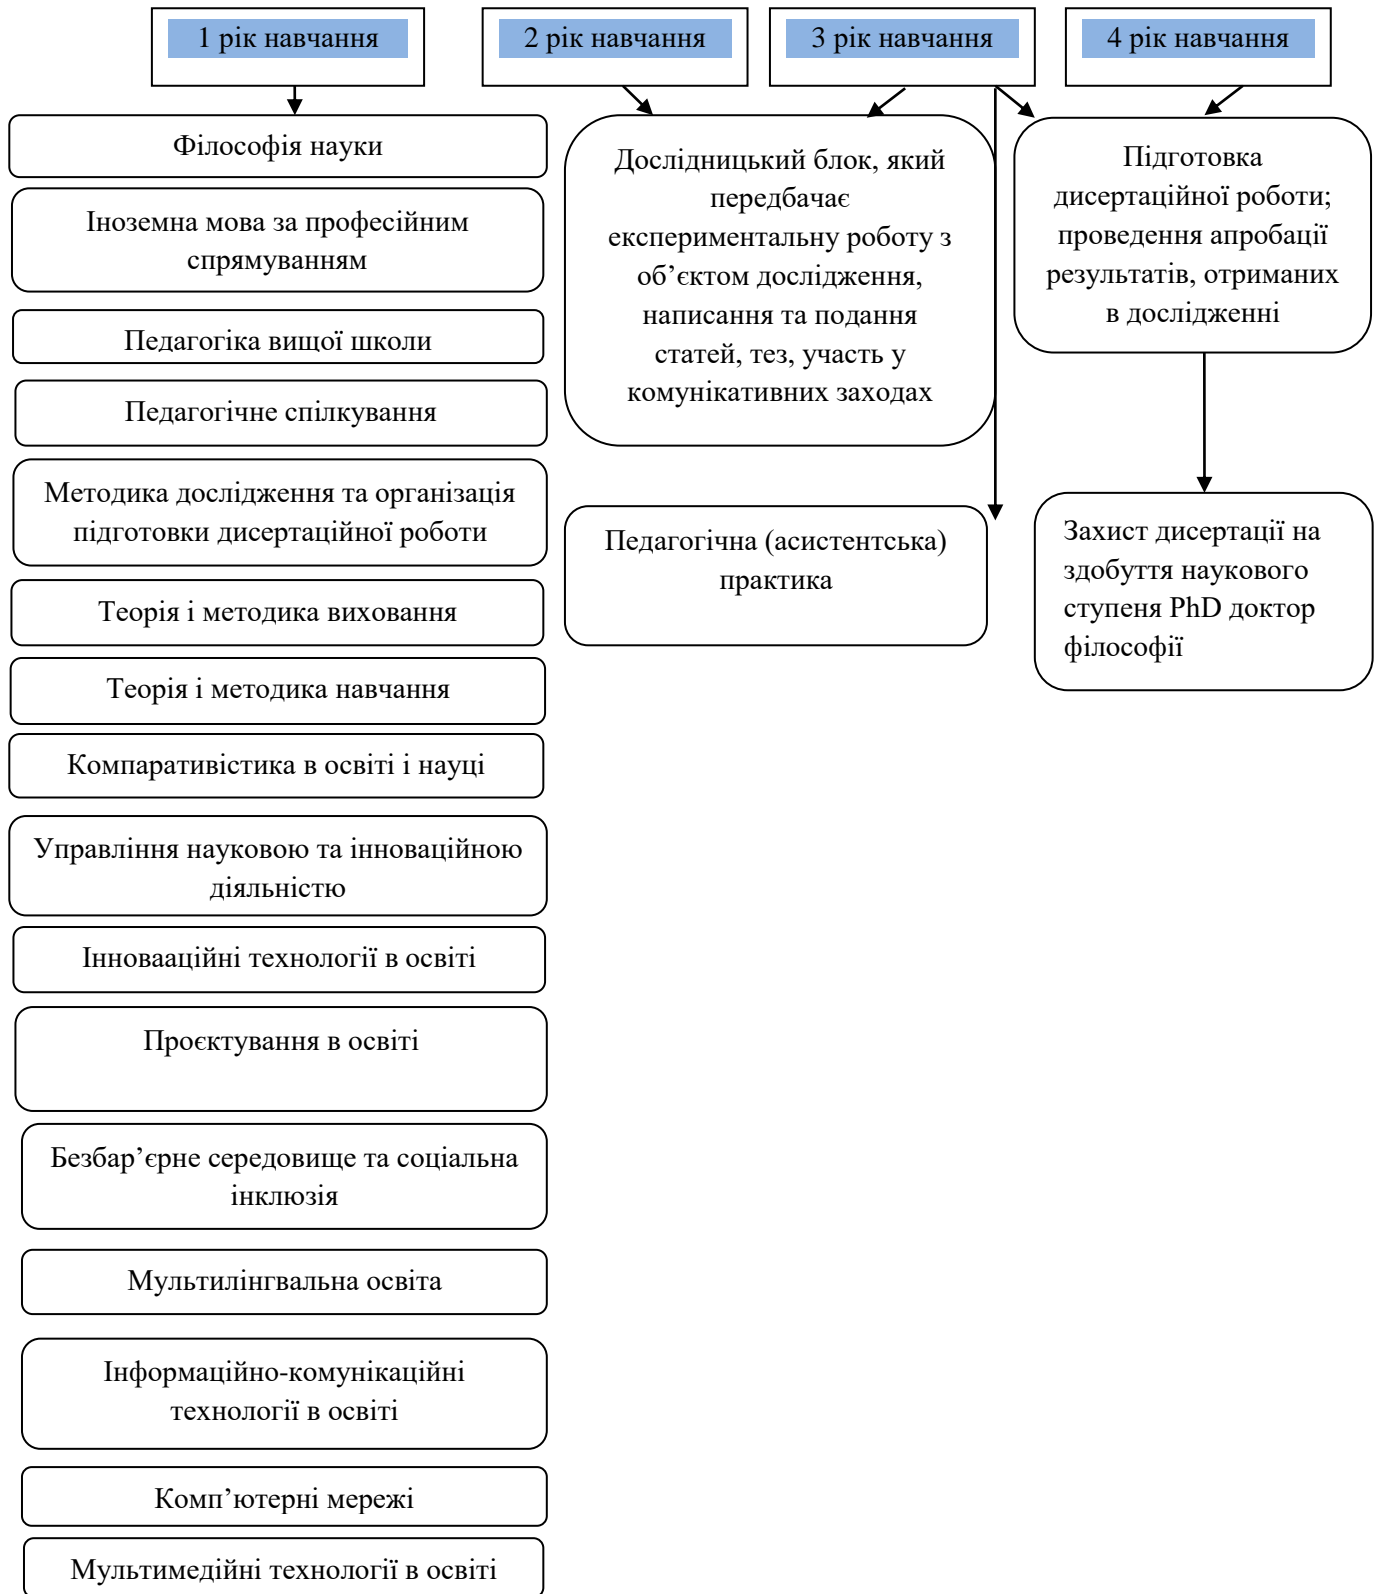 1 рік навчання
2 рік навчання
3 рік навчання
4 рік навчання
Філософія науки
Іноземна мова за професійним
спрямуванням
Педагогіка вищої школи
Педагогічне спілкування
Методика дослідження та організація
підготовки дисертаційної роботи
Теорія і методика виховання
Теорія і методика навчання
Компаративістика в освіті і науці
Управління науковою та інноваційною
діяльністю
Інновааційні технології в освіті
Проєктування в освіті
Безбар’єрне середовище та соціальна
інклюзія
Мультилінгвальна освіта
Інформаційно-комунікаційні
технології в освіті
Комп’ютерні мережі
Мультимедійні технології в освіті
Дослідницький блок, який
передбачає
експериментальну роботу з
об’єктом дослідження,
написання та подання
статей, тез, участь у
комунікативних заходах
Педагогічна (асистентська)
практика
Підготовка
дисертаційної роботи;
проведення апробації
результатів, отриманих
в дослідженні
Захист дисертації на
здобуття наукового
ступеня PhD доктор
філософії